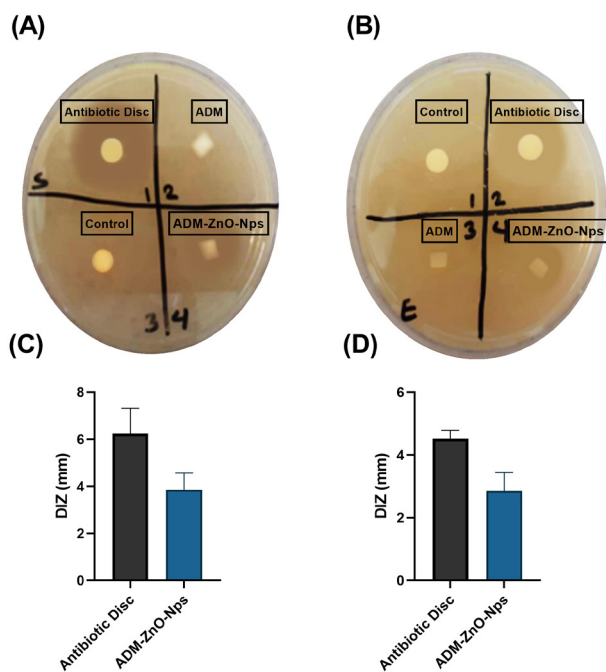 (A)
Antibiotic Disc
ADM
S
1 2
Control
ADM-ZnO-Nps
3 4
(B)
Control
Antibiotic Disc
1 2
ADM
3 4
ADM-ZnO-Nps
E
(C)
8
6
4
2
0
DIZ (mm)
Antibiotic Disc
ADM-ZnO-Nps
(D)
6
4
2
0
DIZ (mm)
Antibiotic Disc
ADM-ZnO-Nps